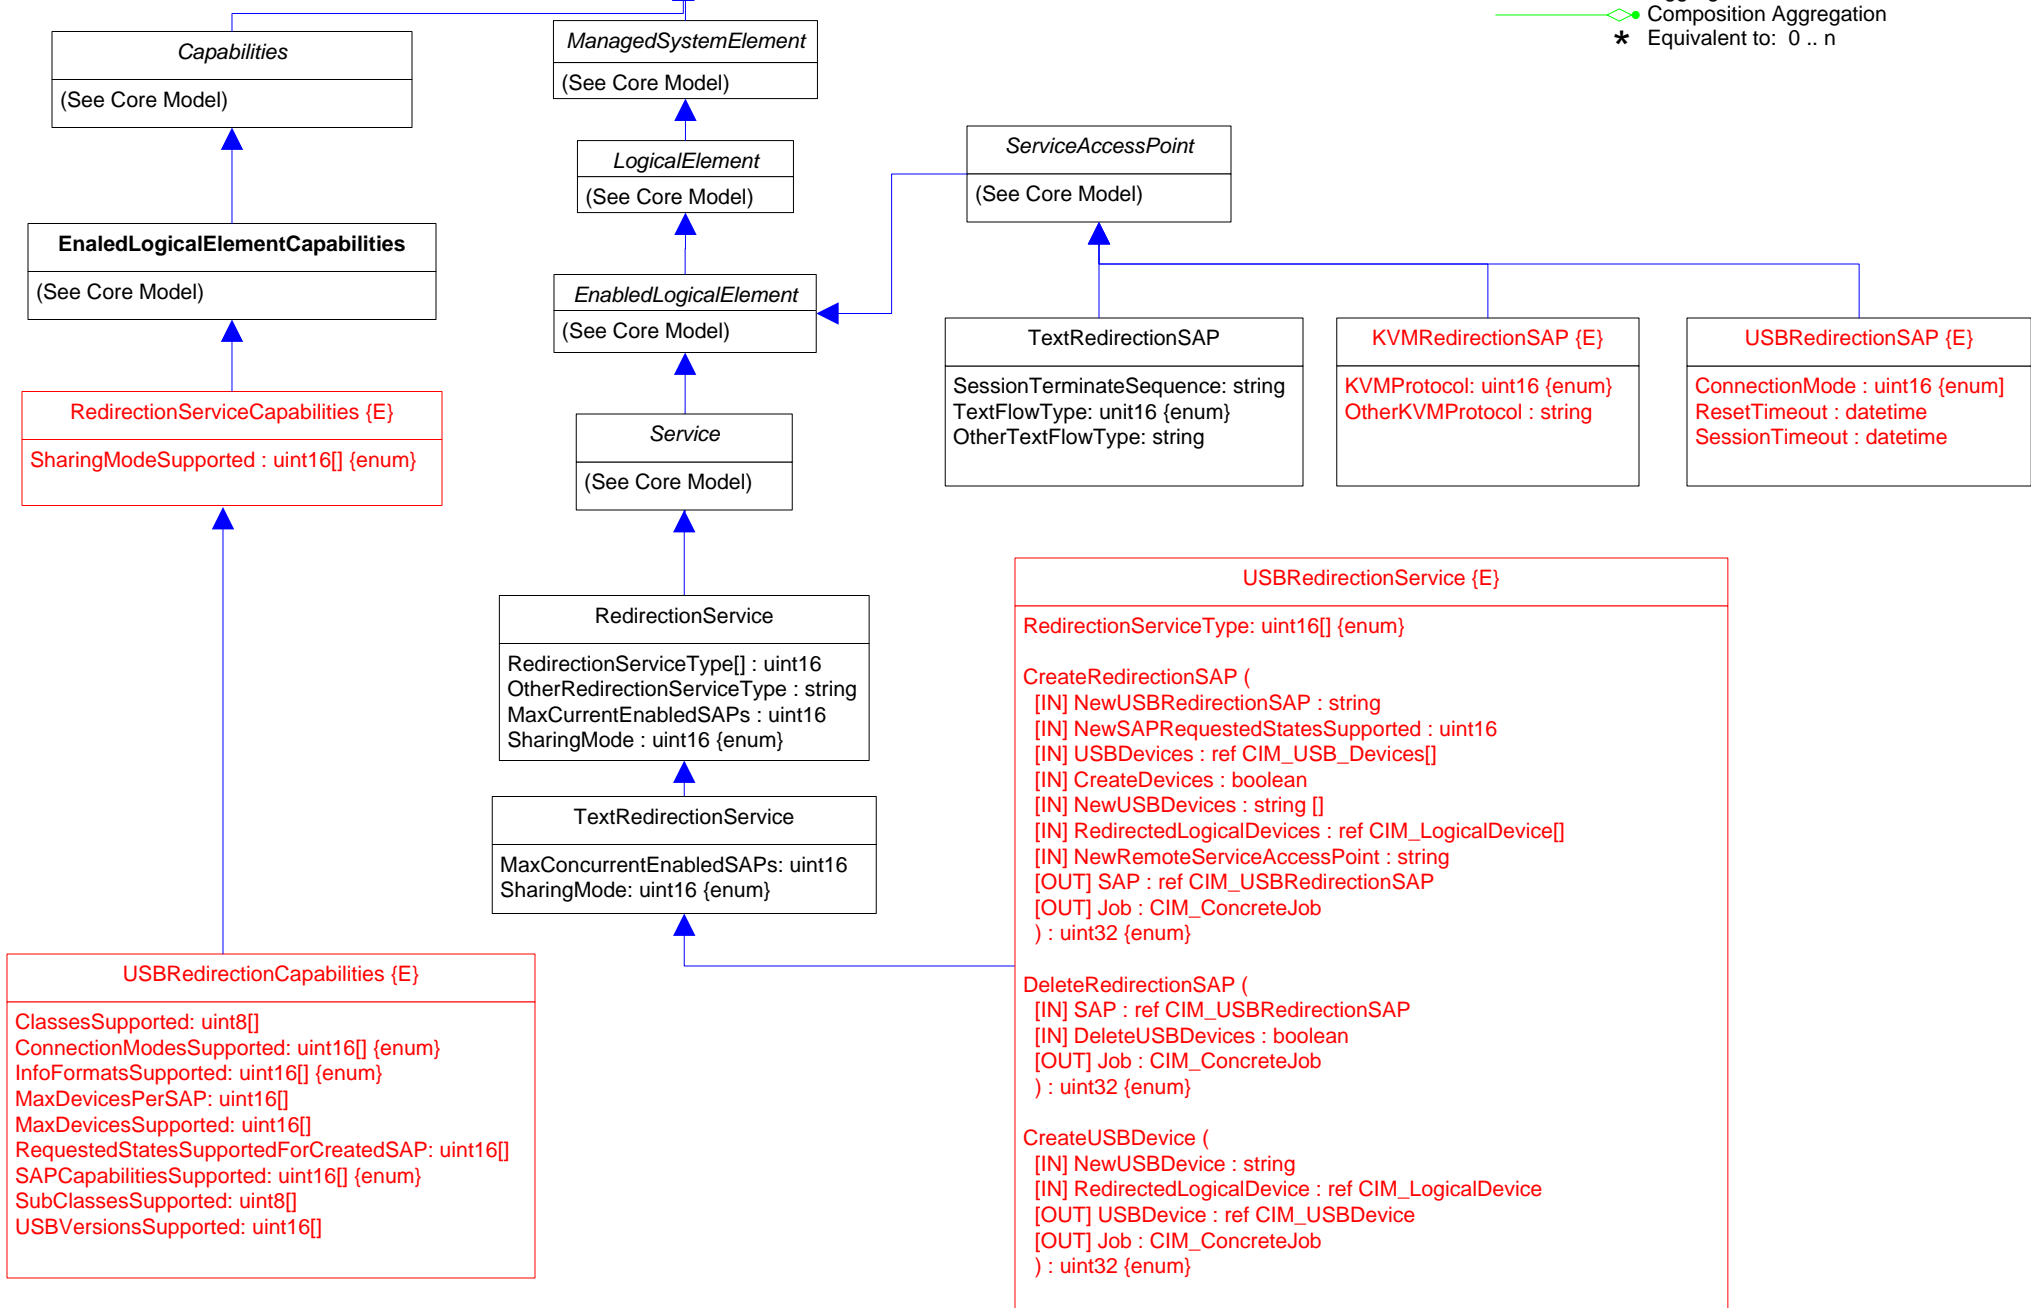 Composition Aggregation
* Equivalent to: 0 .. n
Capabilities
(See Core Model)
ManagedSystemElement
(See Core Model)
LogicalElement
(See Core Model)
ServiceAccessPoint
(See Core Model)
EnaledLogicalElementCapabilities
(See Core Model)
EnabledLogicalElement
(See Core Model)
TextRedirectionSAP
SessionTerminateSequence: string
TextFlowType: unit16 {enum}
OtherTextFlowType: string
KVMRedirectionSAP {E}
KVMProtocol: uint16 {enum}
OtherKVMProtocol : string
USBRedirectionSAP {E}
ConnectionMode : uint16 {enum]
ResetTimeout : datetime
SessionTimeout : datetime
RedirectionServiceCapabilities {E}
SharingModeSupported : uint16[] {enum}
Service
(See Core Model)
RedirectionService
RedirectionServiceType[] : uint16
OtherRedirectionServiceType : string
MaxCurrentEnabledSAPs : uint16
SharingMode : uint16 {enum}
TextRedirectionService
MaxConcurrentEnabledSAPs: uint16
SharingMode: uint16 {enum}
USBRedirectionService {E}
RedirectionServiceType: uint16[] {enum}
CreateRedirectionSAP (
[IN] NewUSBRedirectionSAP : string
[IN] NewSAPRequestedStatesSupported : uint16
[IN] USBDevices : ref CIM_USB_Devices[]
[IN] CreateDevices : boolean
[IN] NewUSBDevices : string []
[IN] RedirectedLogicalDevices : ref CIM_LogicalDevice[]
[IN] NewRemoteServiceAccessPoint : string
[OUT] SAP : ref CIM_USBRedirectionSAP
[OUT] Job : CIM_ConcreteJob
) : uint32 {enum}
DeleteRedirectionSAP (
[IN] SAP : ref CIM_USBRedirectionSAP
[IN] DeleteUSBDevices : boolean
[OUT] Job : CIM_ConcreteJob
) : uint32 {enum}
CreateUSBDevice (
[IN] NewUSBDevice : string
[IN] RedirectedLogicalDevice : ref CIM_LogicalDevice
[OUT] USBDevice : ref CIM_USBDevice
[OUT] Job : CIM_ConcreteJob
) : uint32 {enum}
USBRedirectionCapabilities {E}
ClassesSupported: uint8[]
ConnectionModesSupported: uint16[] {enum}
InfoFormatsSupported: uint16[] {enum}
MaxDevicesPerSAP: uint16[]
MaxDevicesSupported: uint16[]
RequestedStatesSupportedForCreatedSAP: uint16[]
SAPCapabilitiesSupported: uint16[] {enum}
SubClassesSupported: uint8[]
USBVersionsSupported: uint16[]